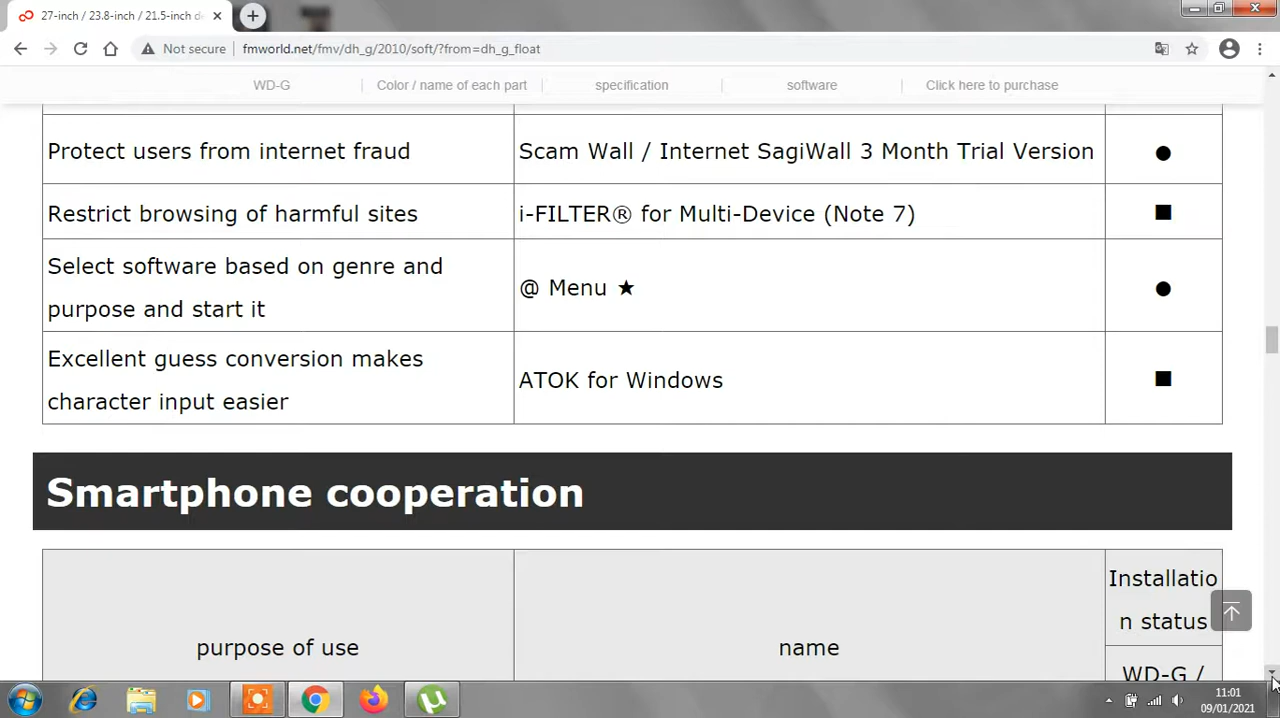 27-inch / 23.8-inch / 21.5-inch de
Not secure
fmworld.net/fmv/dh_g/2010/soft/?from=dh_g_float
WD-G
Color / name of each part
specification
software
Click here to purchase
Protect users from internet fraud
Scam Wall / Internet SagiWall 3 Month Trial Version
●
Restrict browsing of harmful sites
i-FILTER® for Multi-Device (Note 7)
■
Select software based on genre and
purpose and start it
@ Menu ★
●
Excellent guess conversion makes
character input easier
ATOK for Windows
■
Smartphone cooperation
purpose of use
name
Installatio
n status
WD-G /
11:01
09/01/2021